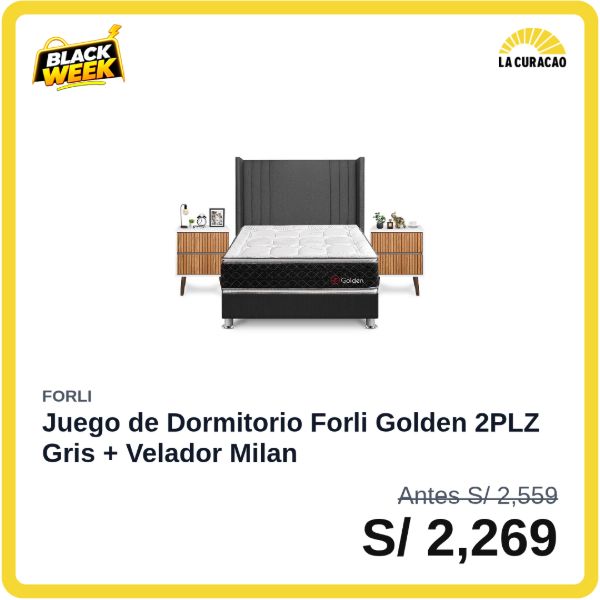 BLACK
WEEK
LA CURACAO
Golden
FORLI
Juego de Dormitorio Forli Golden 2PLZ
Gris + Velador Milan
Antes S/ 2,559
S/ 2,269